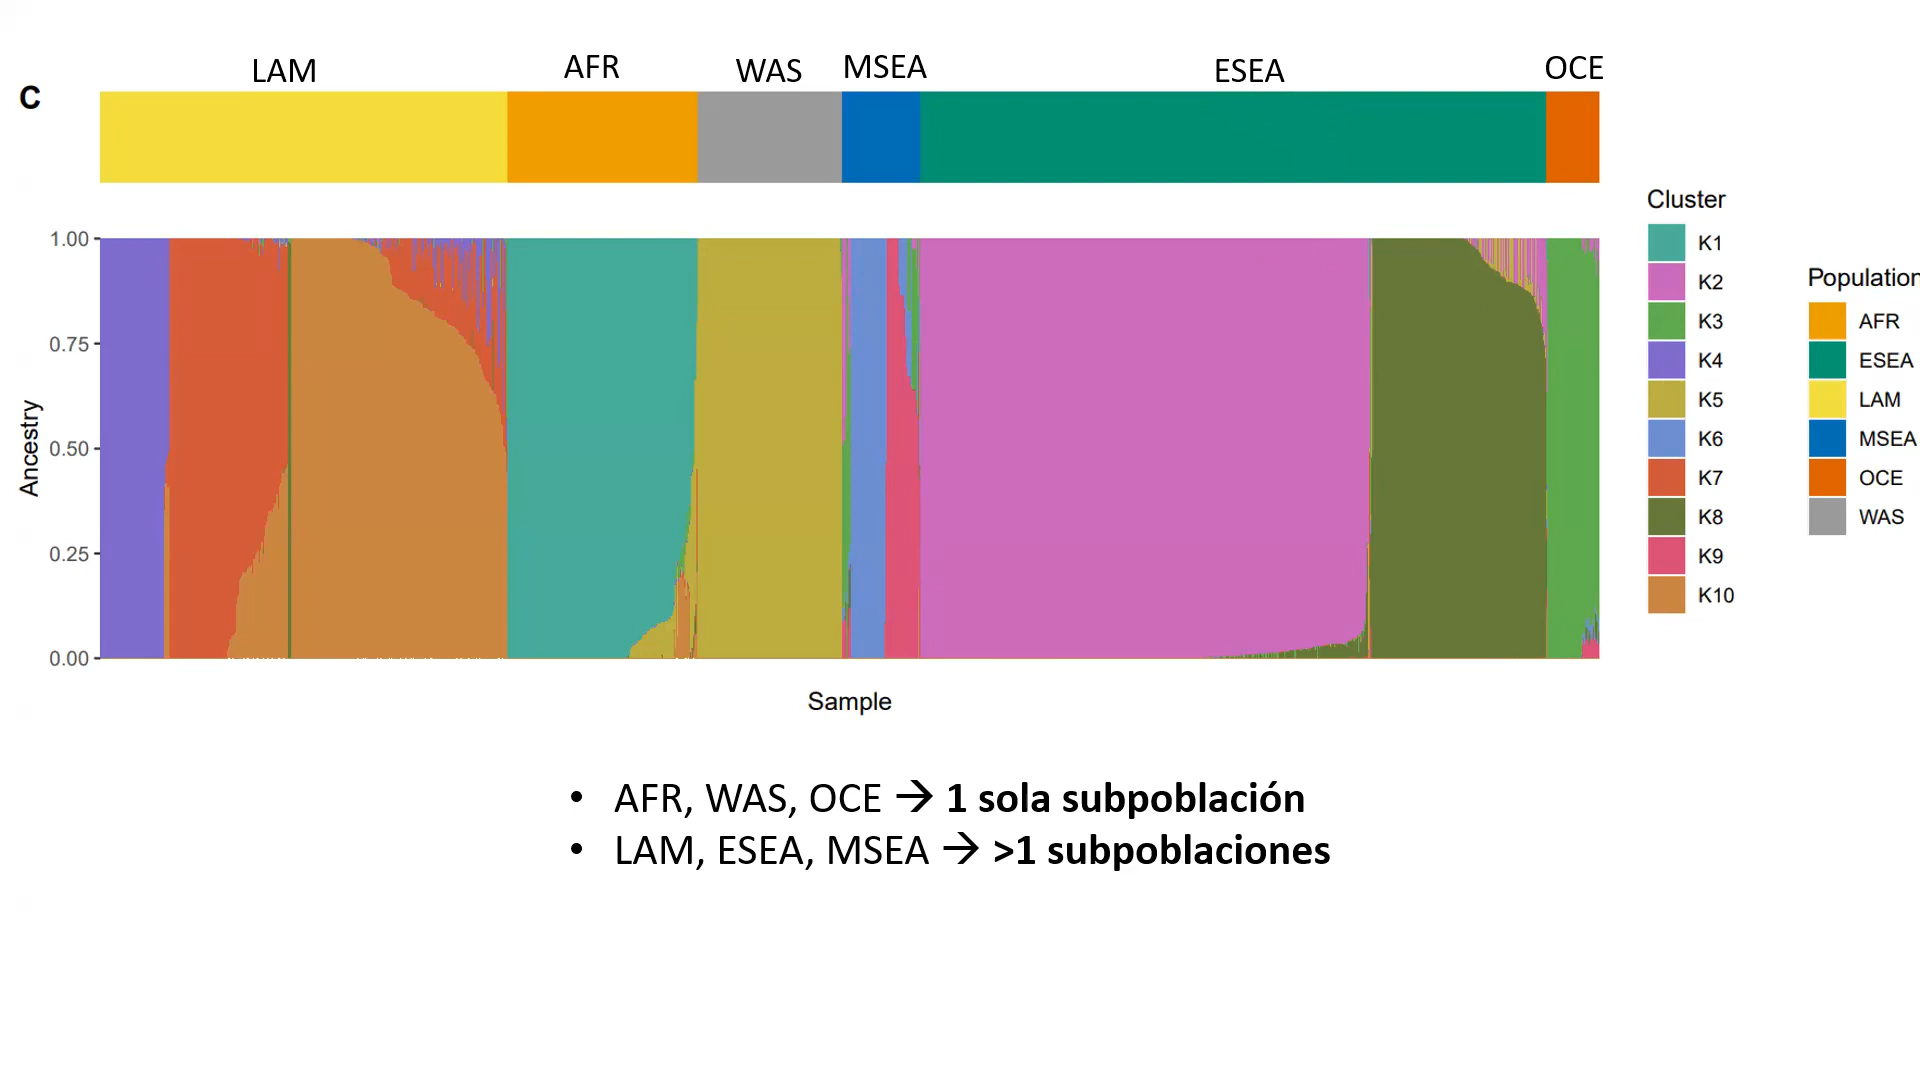 LAM AFR WAS MSEA ESEA OCE
C
Cluster
K1
K2
K3
K4
K5
K6
K7
K8
K9
K10
Population
AFR
ESEA
LAM
MSEA
OCE
WAS
Ancestry
1.00
0.75
0.50
0.25
0.00
Sample
• AFR, WAS, OCE → 1 sola subpoblación
• LAM, ESEA, MSEA → >1 subpoblaciones